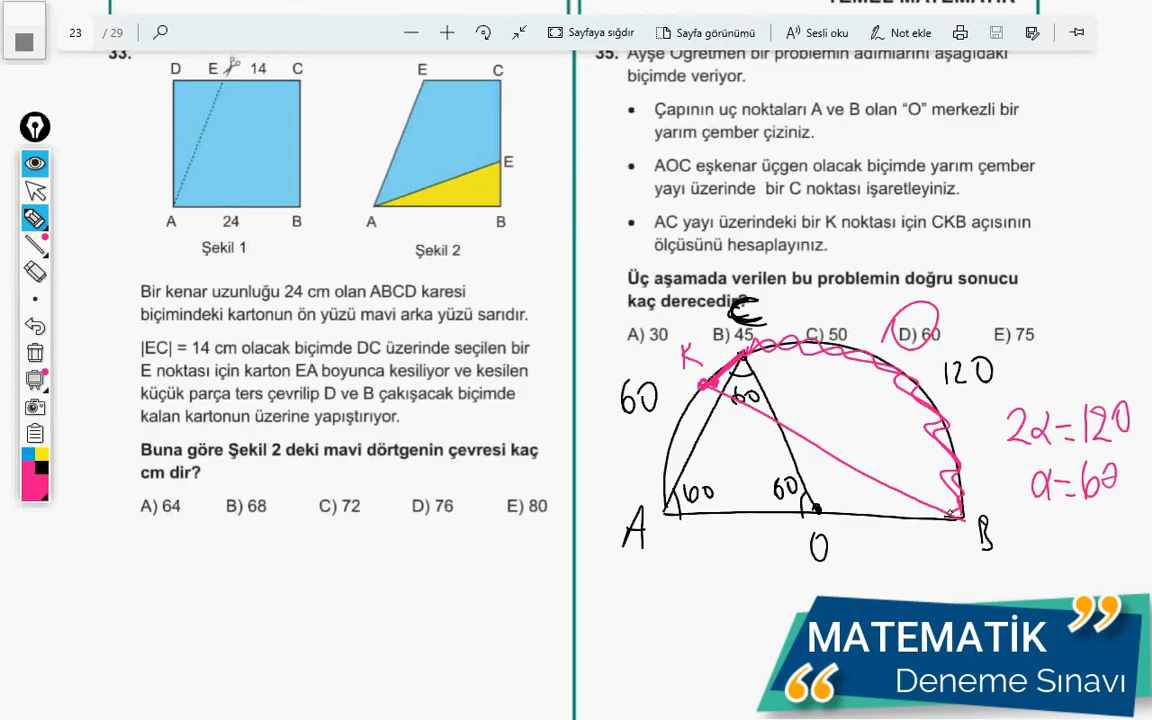 TEMEL MATEMATİK
23 / 29
Sayfaya sığdır
Sayfa görünümü
Sesli oku
Not ekle
33.
D E 14 C
A 24 B
Şekil 1
E C
E
A B
Şekil 2
Bir kenar uzunluğu 24 cm olan ABCD karesi
biçimindeki kartonun ön yüzü mavi arka yüzü sarıdır.
|EC| = 14 cm olacak biçimde DC üzerinde seçilen bir
E noktası için karton EA boyunca kesiliyor ve kesilen
küçük parça ters çevrilip D ve B çakışacak biçimde
kalan kartonun üzerine yapıştırıyor.
Buna göre Şekil 2 deki mavi dörtgenin çevresi kaç
cm dir?
A) 64 B) 68 C) 72 D) 76 E) 80
35. Ayşe Öğretmen bir problemin adımlarını aşağıdaki
biçimde veriyor.
• Çapının uç noktaları A ve B olan “O” merkezli bir
yarım çember çiziniz.
• AOC eşkenar üçgen olacak biçimde yarım çember
yayı üzerinde bir C noktası işaretleyiniz.
• AC yayı üzerindeki bir K noktası için CKB açısının
ölçüsünü hesaplayınız.
Üç aşamada verilen bu problemin doğru sonucu
kaç derecedir?
A) 30 B) 45 C) 50 D) 60 E) 75
C
K
60
120
60
2α=120
α=60
60 60
A O B
MATEMATİK ”
“ Deneme Sınavı